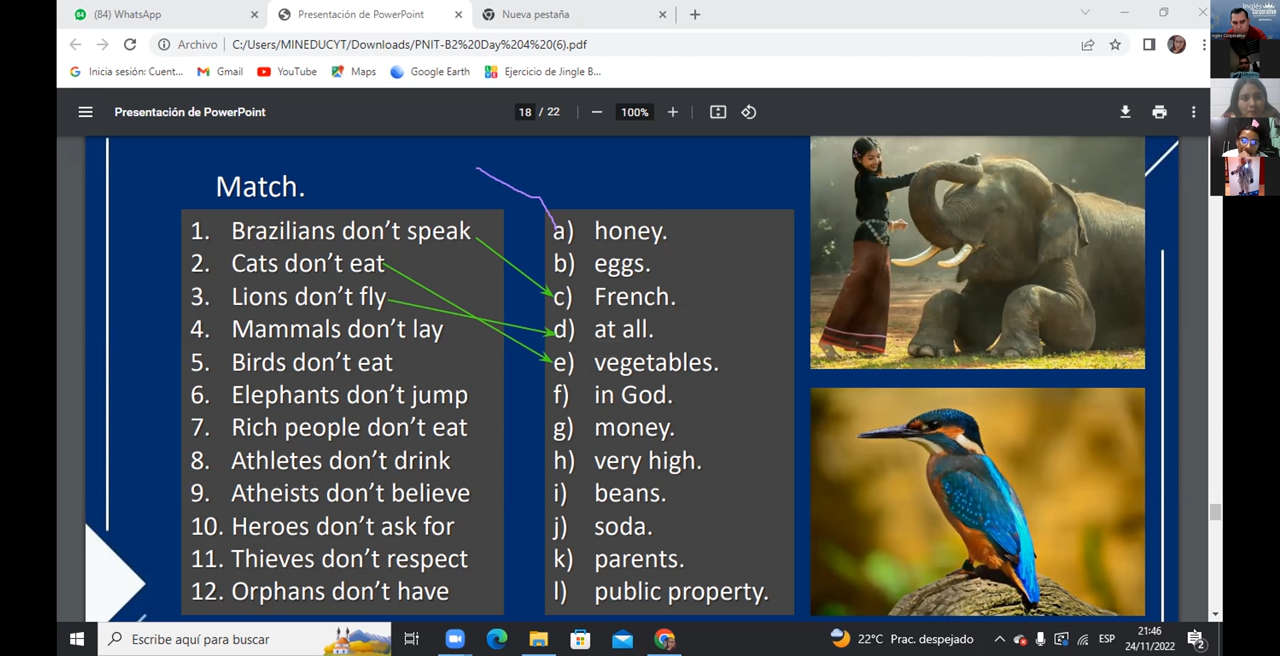 (84) WhatsApp
Presentación de PowerPoint
Nueva pestaña
Archivo C:/Users/MINEDUCYT/Downloads/PNIT-B2%20Day%204%20(6).pdf
Inicia sesión: Cuent... Gmail YouTube Maps Google Earth Ejercicio de Jingle B...
Presentación de PowerPoint 18 / 22 100%
Match.
1. Brazilians don't speak
2. Cats don't eat
3. Lions don't fly
4. Mammals don't lay
5. Birds don't eat
6. Elephants don't jump
7. Rich people don't eat
8. Athletes don't drink
9. Atheists don't believe
10. Heroes don't ask for
11. Thieves don't respect
12. Orphans don't have
a) honey.
b) eggs.
c) French.
d) at all.
e) vegetables.
f) in God.
g) money.
h) very high.
i) beans.
j) soda.
k) parents.
l) public property.
Escribe aquí para buscar
22°C Prac. despejado
ESP
21:46
24/11/2022
2